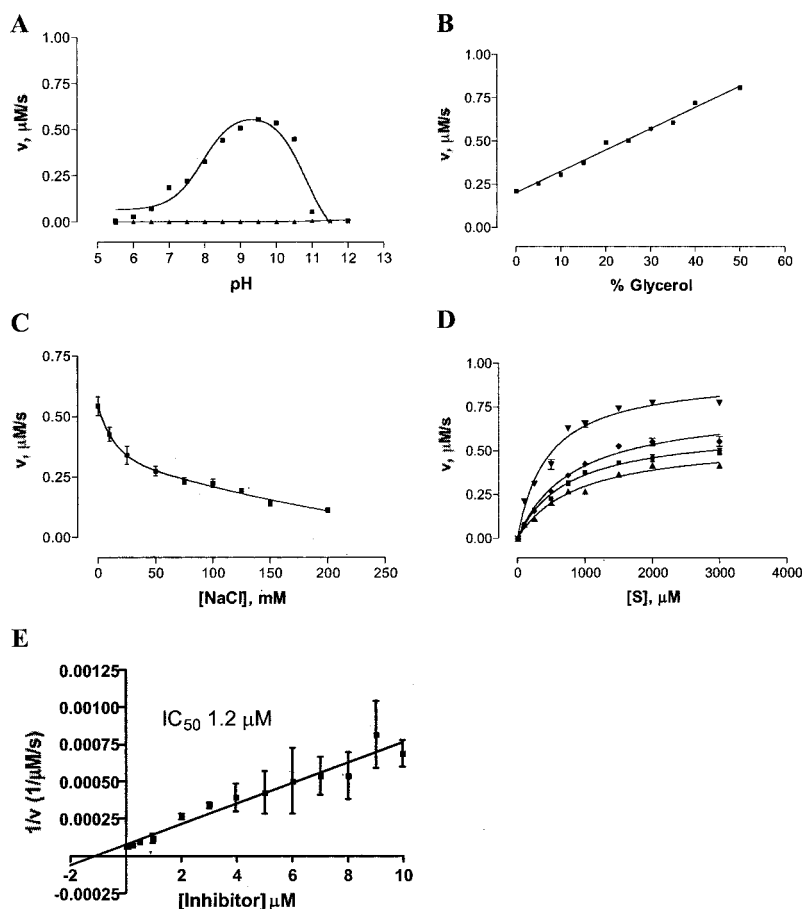 A
1.00
0.75
0.50
0.25
0.00
v, µM/s
5 6 7 8 9 10 11 12 13
pH
B
1.00
0.75
0.50
0.25
0.00
v, µM/s
0 10 20 30 40 50 60
% Glycerol
C
0.75
0.50
0.25
0.00
v, µM/s
0 50 100 150 200 250
[NaCl], mM
D
1.00
0.75
0.50
0.25
0.00
v, µM/s
0 1000 2000 3000 4000
[S], µM
E
0.00125
0.00100
0.00075
0.00050
0.00025
-0.00025
1/v (1/µM/s)
IC50 1.2 µM
-2 0 2 4 6 8 10
[Inhibitor] µM